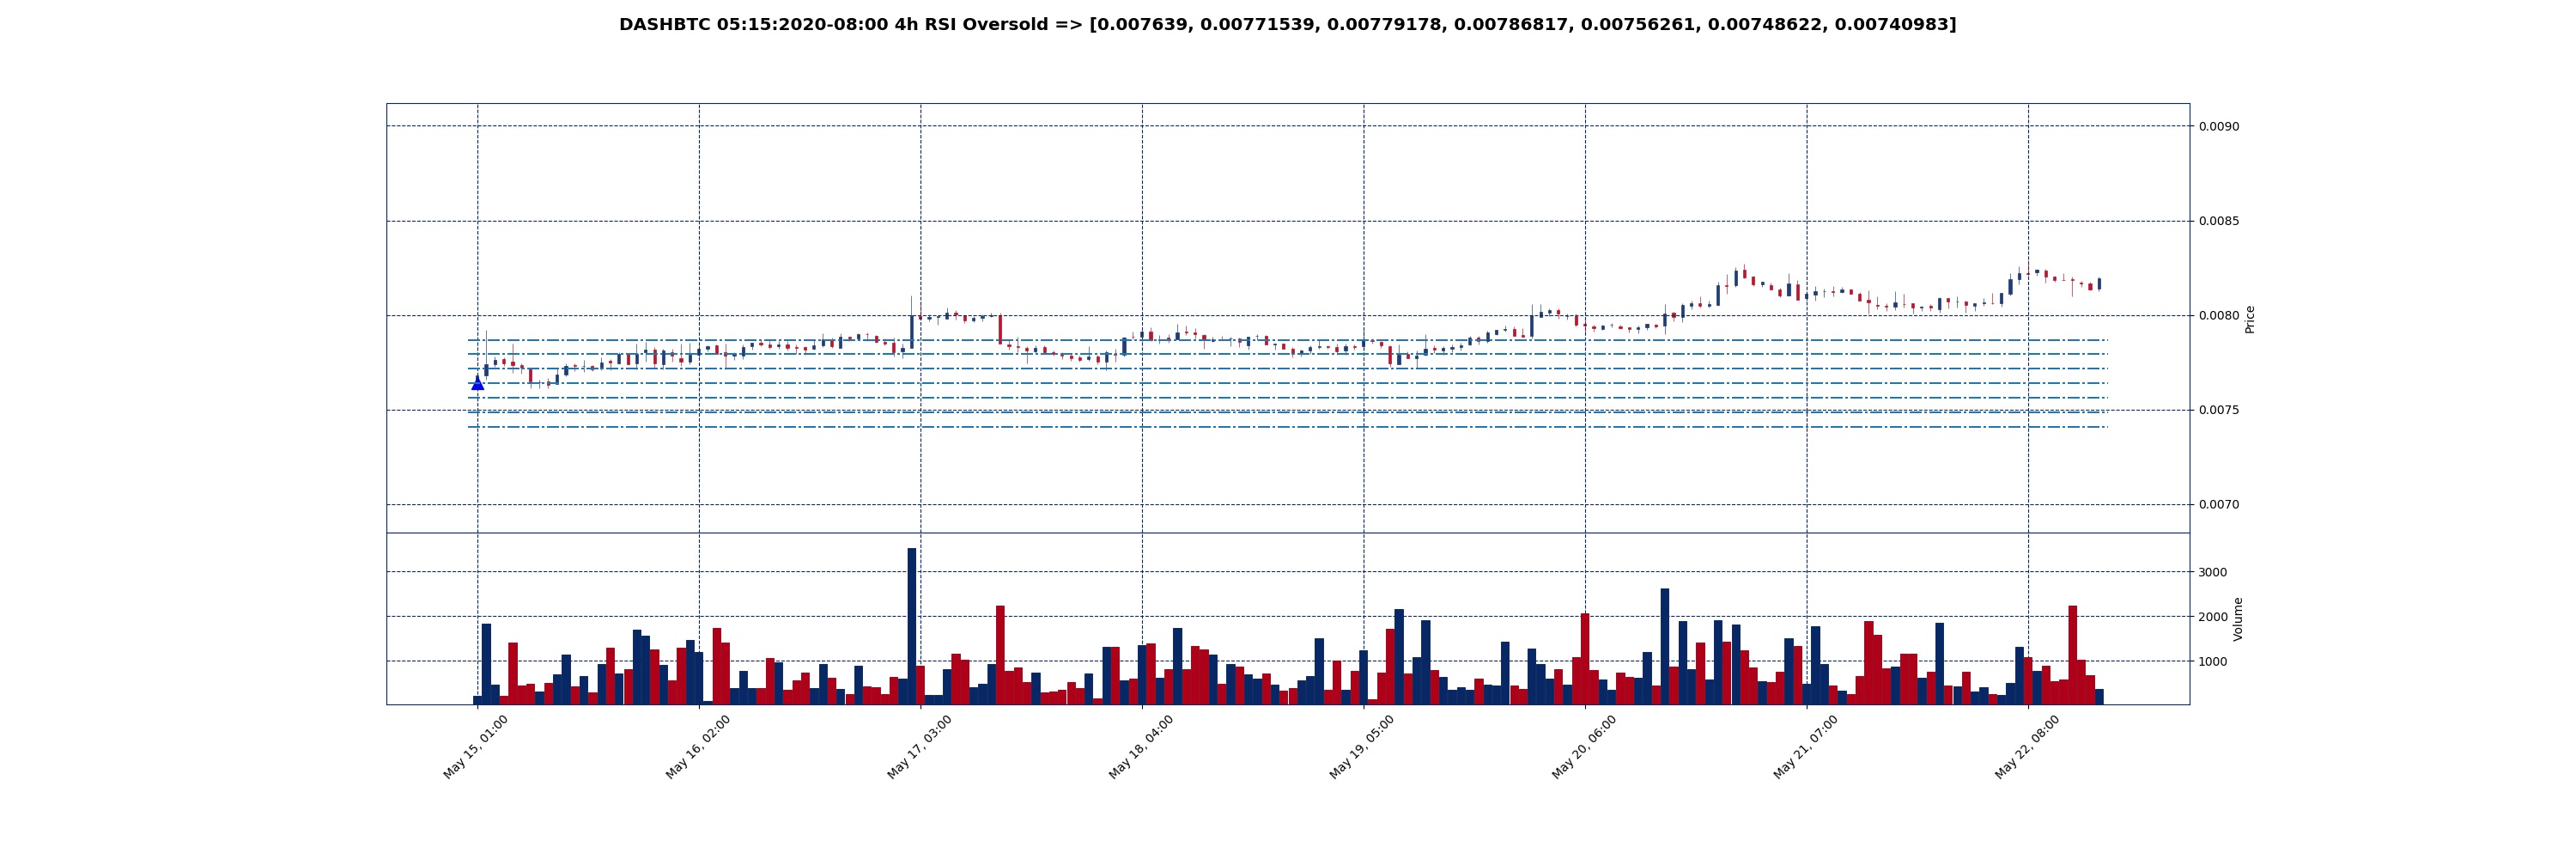 DASHBTC 05:15:2020-08:00 4h RSI Oversold => [0.007639, 0.00771539, 0.00779178, 0.00786817, 0.00756261, 0.00748622, 0.00740983]
0.0090
0.0085
0.0080
0.0075
0.0070
Price
3000
2000
1000
Volume
May 15, 01:00
May 16, 02:00
May 17, 03:00
May 18, 04:00
May 19, 05:00
May 20, 06:00
May 21, 07:00
May 22, 08:00